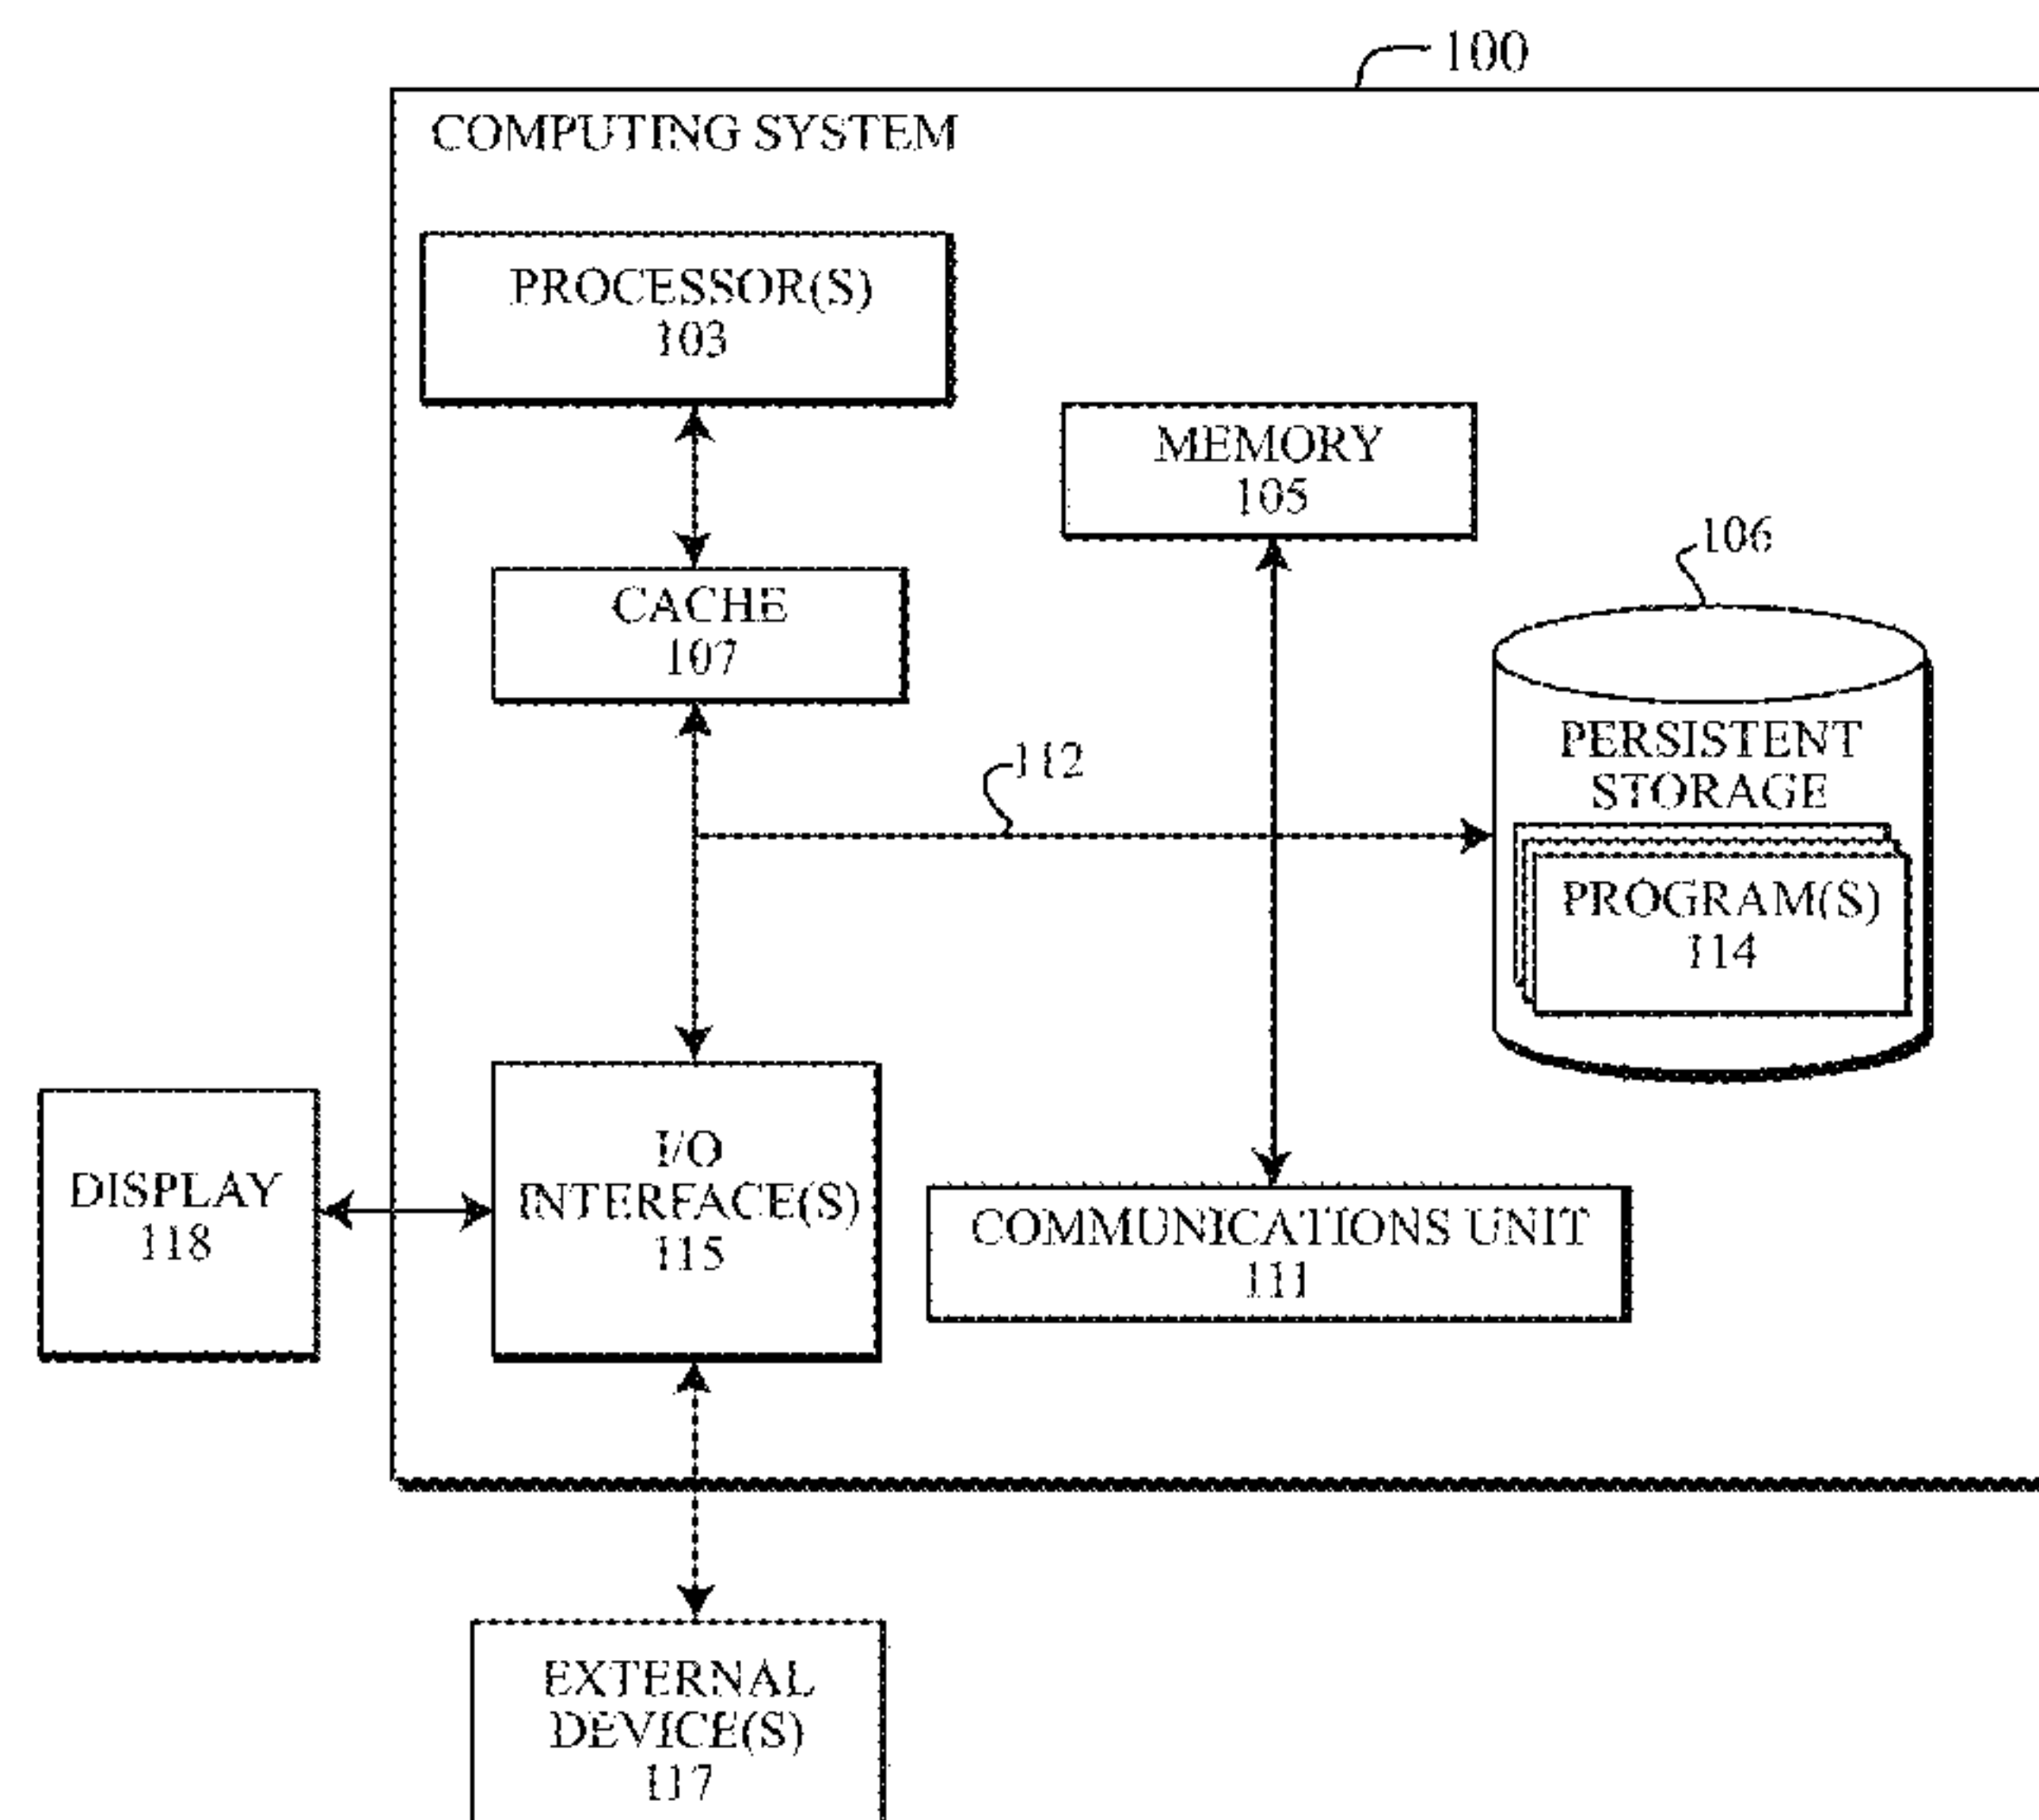 100
COMPUTING SYSTEM
PROCESSOR(S)
103
MEMORY
105
106
CACHE
107
112
PERSISTENT
STORAGE
PROGRAM(S)
114
DISPLAY
118
I/O
INTERFACE(S)
115
COMMUNICATIONS UNIT
111
EXTERNAL
DEVICE(S)
117